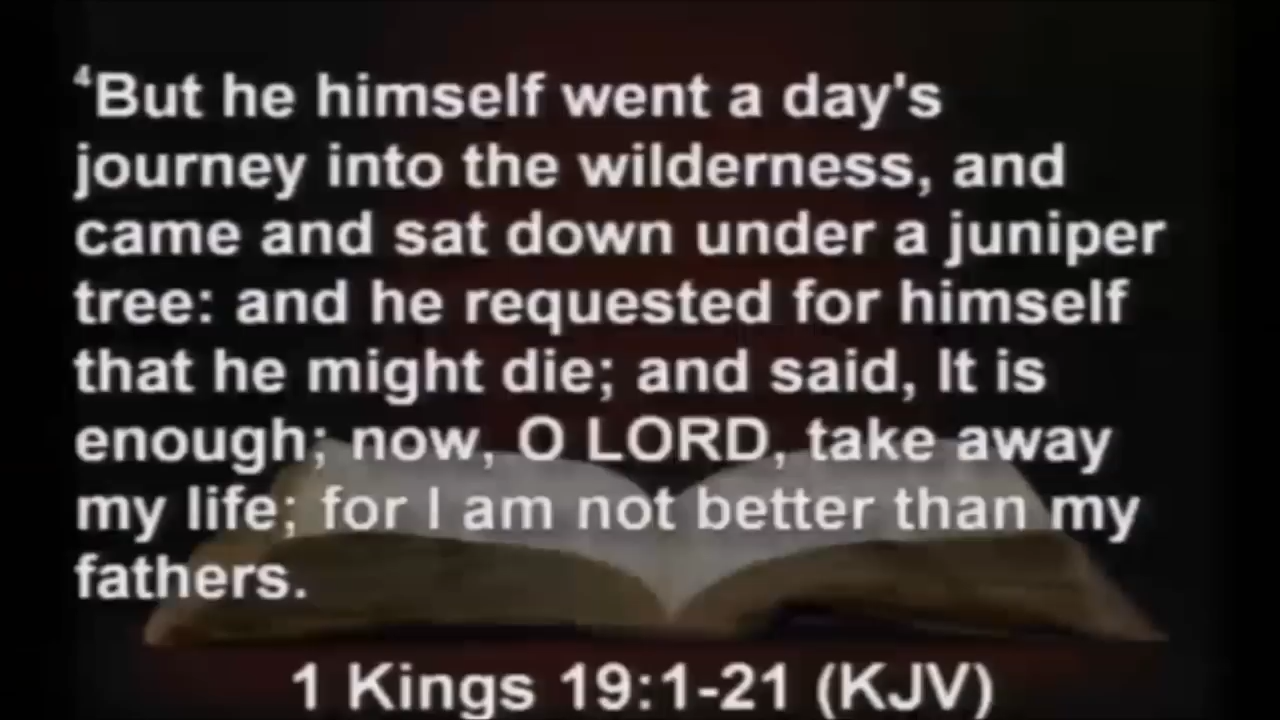 ⁴But he himself went a day's
journey into the wilderness, and
came and sat down under a juniper
tree: and he requested for himself
that he might die; and said, It is
enough; now, O LORD, take away
my life; for I am not better than my
fathers.
1 Kings 19:1-21 (KJV)